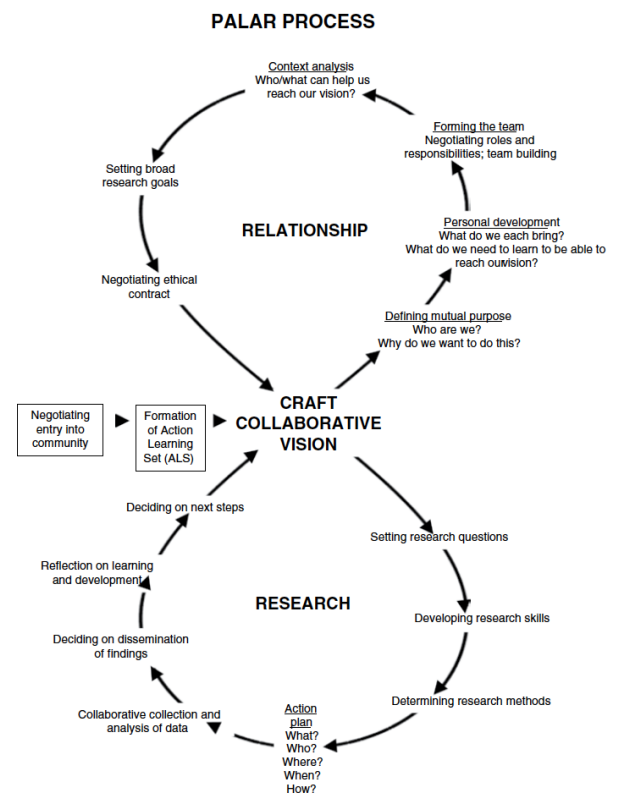 PALAR PROCESS
Context analysis
Who/what can help us
reach our vision?
Forming the team
Negotiating roles and
responsibilities; team building
Setting broad
research goals
RELATIONSHIP
Personal development
What do we each bring?
What do we need to learn to be able to
reach ourvision?
Negotiating ethical
contract
Defining mutual purpose
Who are we?
Why do we want to do this?
Negotiating
entry into
community
Formation
of Action
Learning
Set (ALS)
CRAFT
COLLABORATIVE
VISION
Deciding on next steps
Setting research questions
Reflection on learning
and development
RESEARCH
Developing research skills
Deciding on dissemination
of findings
Determining research methods
Collaborative collection and
analysis of data
Action
plan
What?
Who?
Where?
When?
How?